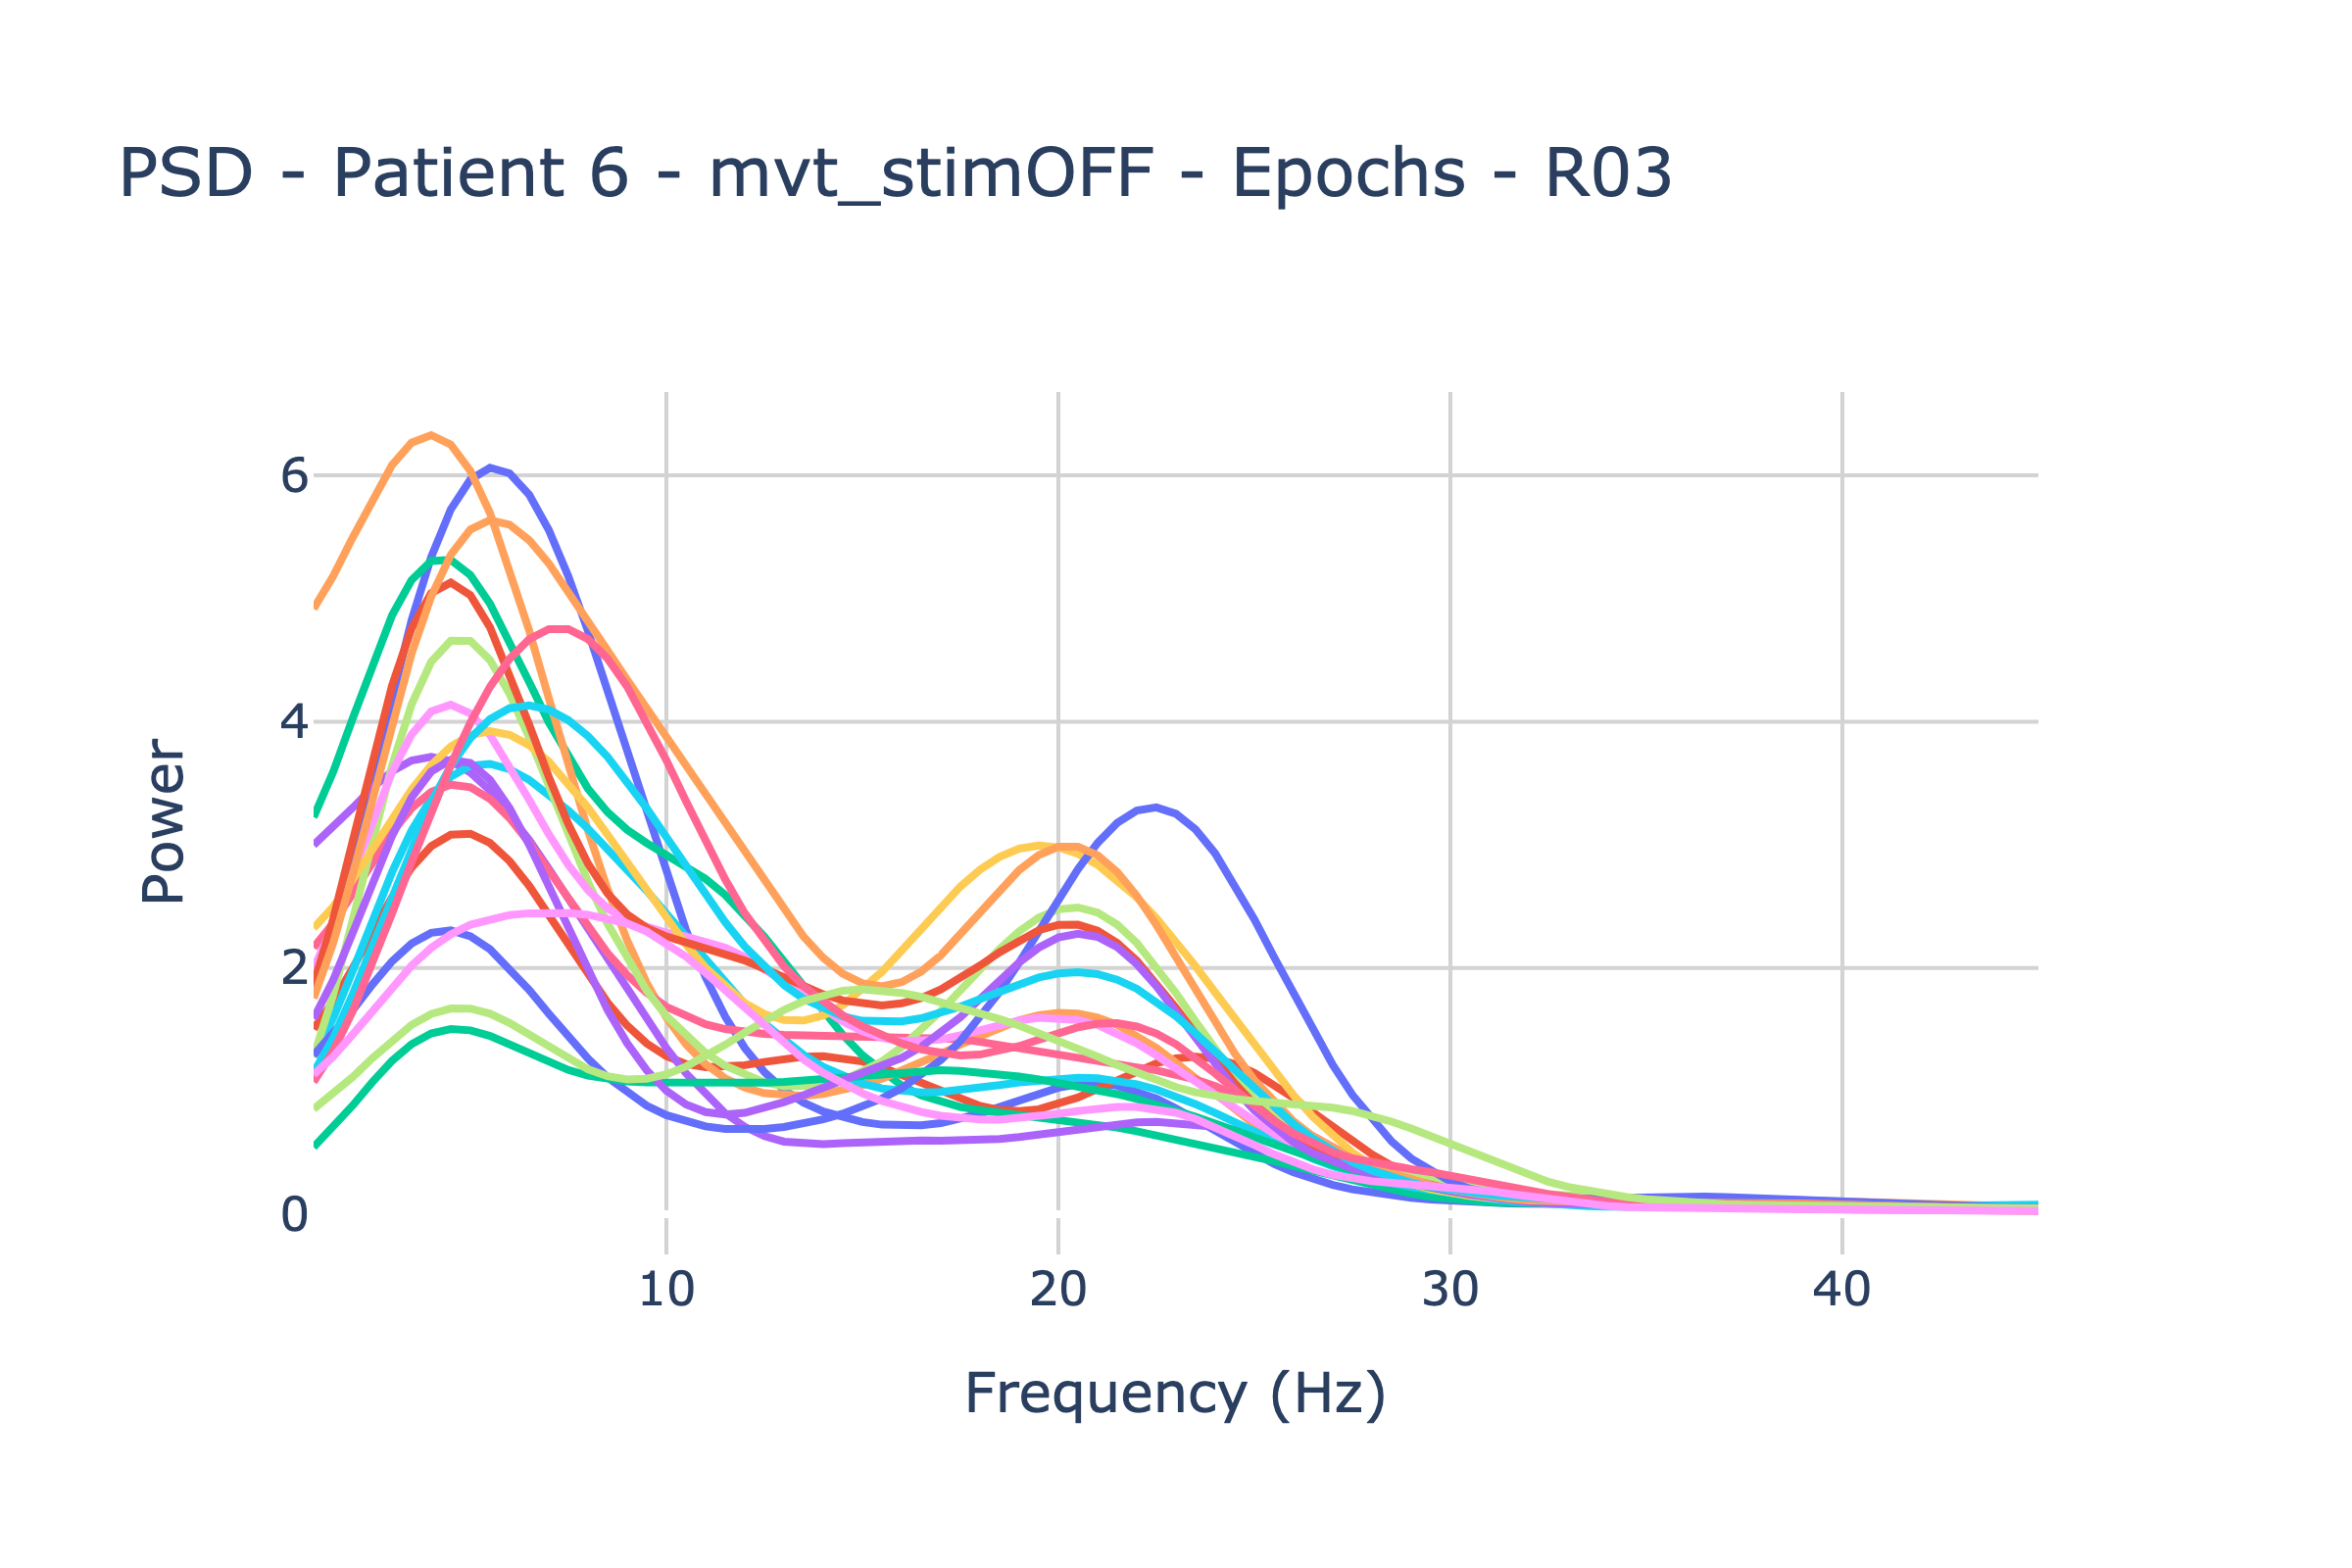 PSD - Patient 6 - mvt_stimOFF - Epochs - R03
6
4
2
0
Power
10 20 30 40
Frequency (Hz)